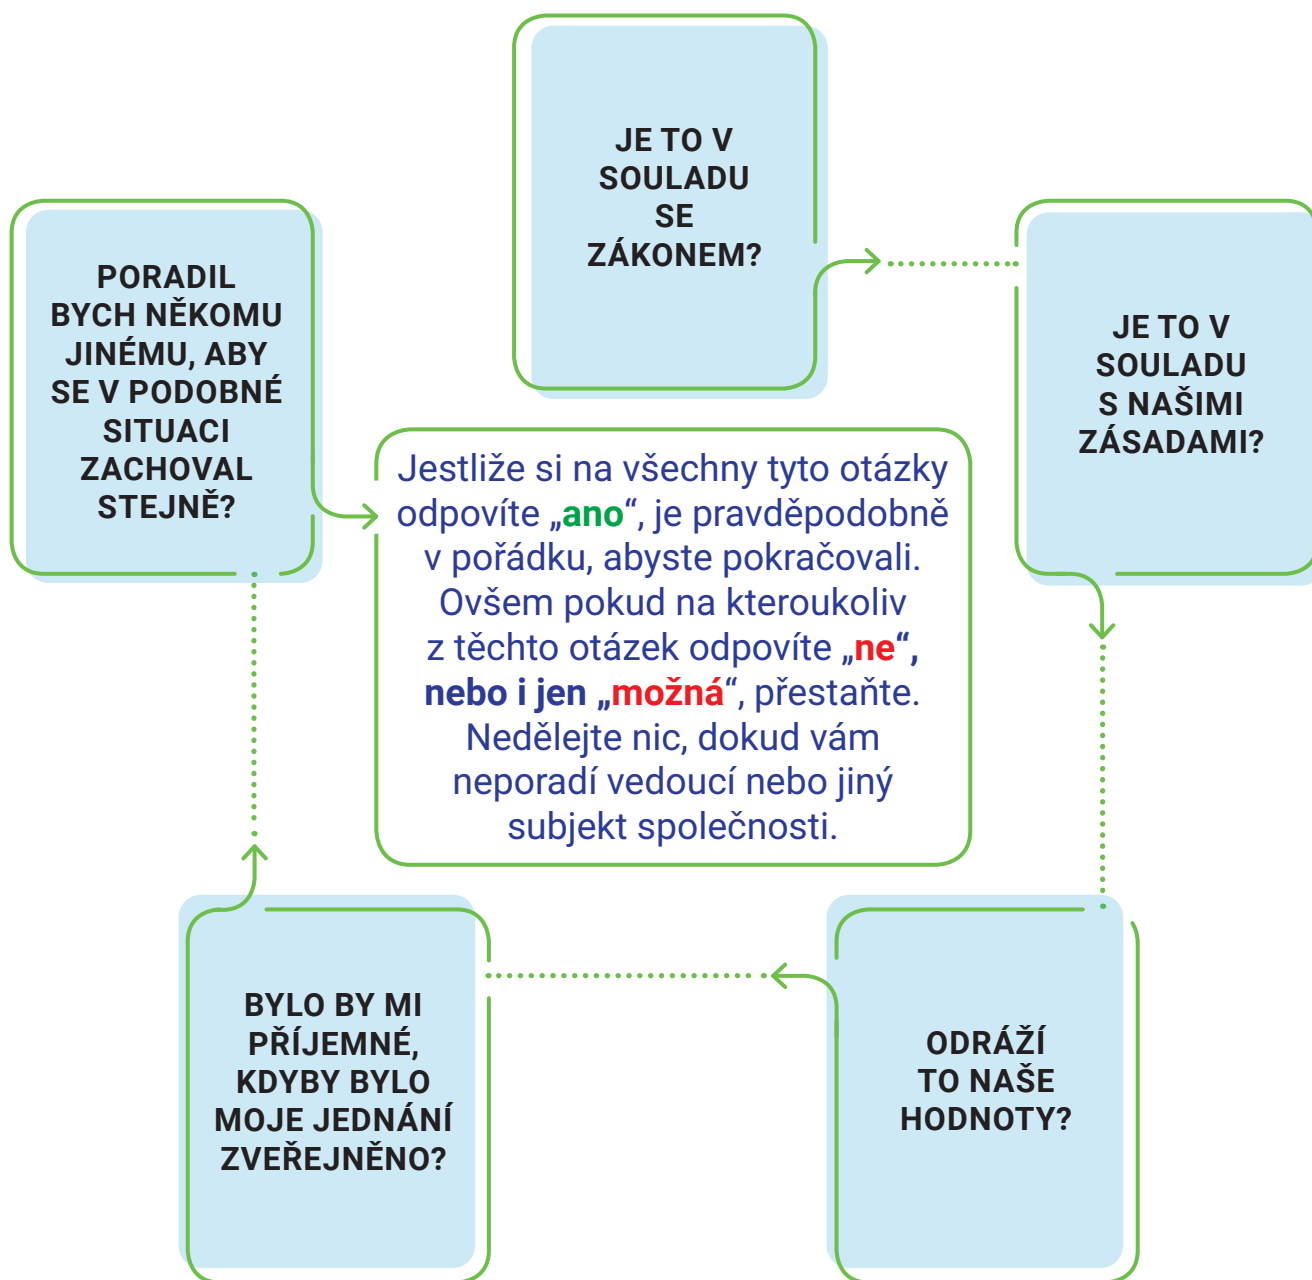 JE TO V
SOULADU
SE
ZÁKONEM?
JE TO V
SOULADU
S NAŠIMI
ZÁSADAMI?
ODRÁŽÍ
TO NAŠE
HODNOTY?
BYLO BY MI
PŘÍJEMNÉ,
KDYBY BYLO
MOJE JEDNÁNÍ
ZVEŘEJNĚNO?
PORADIL
BYCH NĚKOMU
JINÉMU, ABY
SE V PODOBNÉ
SITUACI
ZACHOVAL
STEJNĚ?
Jestliže si na všechny tyto otázky
odpovíte „ano“, je pravděpodobně
v pořádku, abyste pokračovali.
Ovšem pokud na kteroukoliv
z těchto otázek odpovíte „ne“,
nebo i jen „možná“, přestaňte.
Nedělejte nic, dokud vám
neporadí vedoucí nebo jiný
subjekt společnosti.